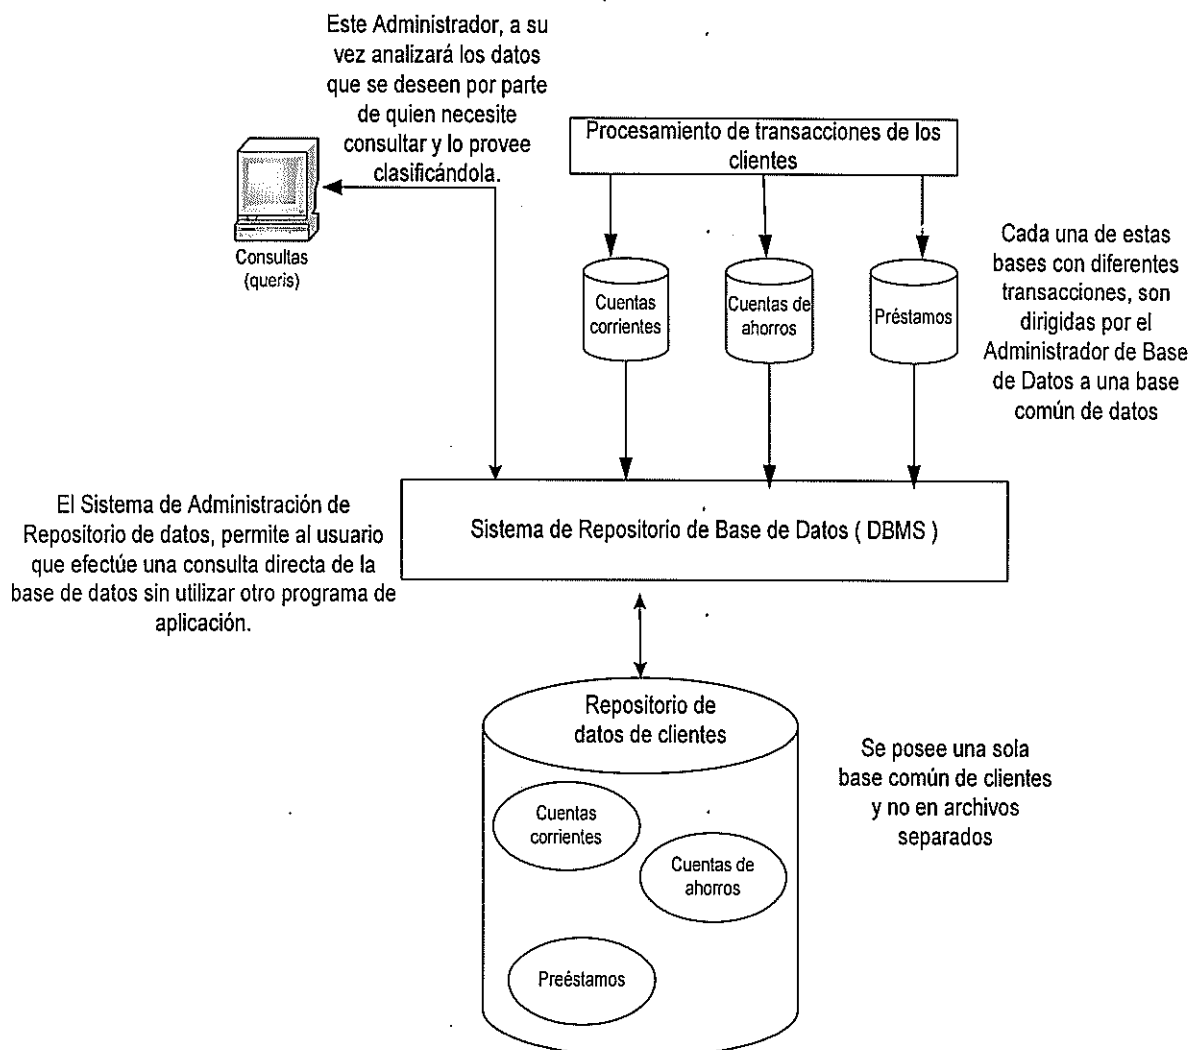 Este Administrador, a su
vez analizará los datos
que se deseen por parte
de quien necesite
consultar y lo provee
clasificándola.
Consultas
(queris)
Procesamiento de transacciones de los
clientes
Cuentas
corrientes
Cuentas de
ahorros
Préstamos
Cada una de estas
bases con diferentes
transacciones, son
dirigidas por el
Administrador de Base
de Datos a una base
común de datos
El Sistema de Administración de
Repositorio de datos, permite al usuario
que efectúe una consulta directa de la
base de datos sin utilizar otro programa de
aplicación.
Sistema de Repositorio de Base de Datos ( DBMS )
Repositorio de
datos de clientes
Cuentas
corrientes
Cuentas de
ahorros
Preéstamos
Se posee una sola
base común de clientes
y no en archivos
separados